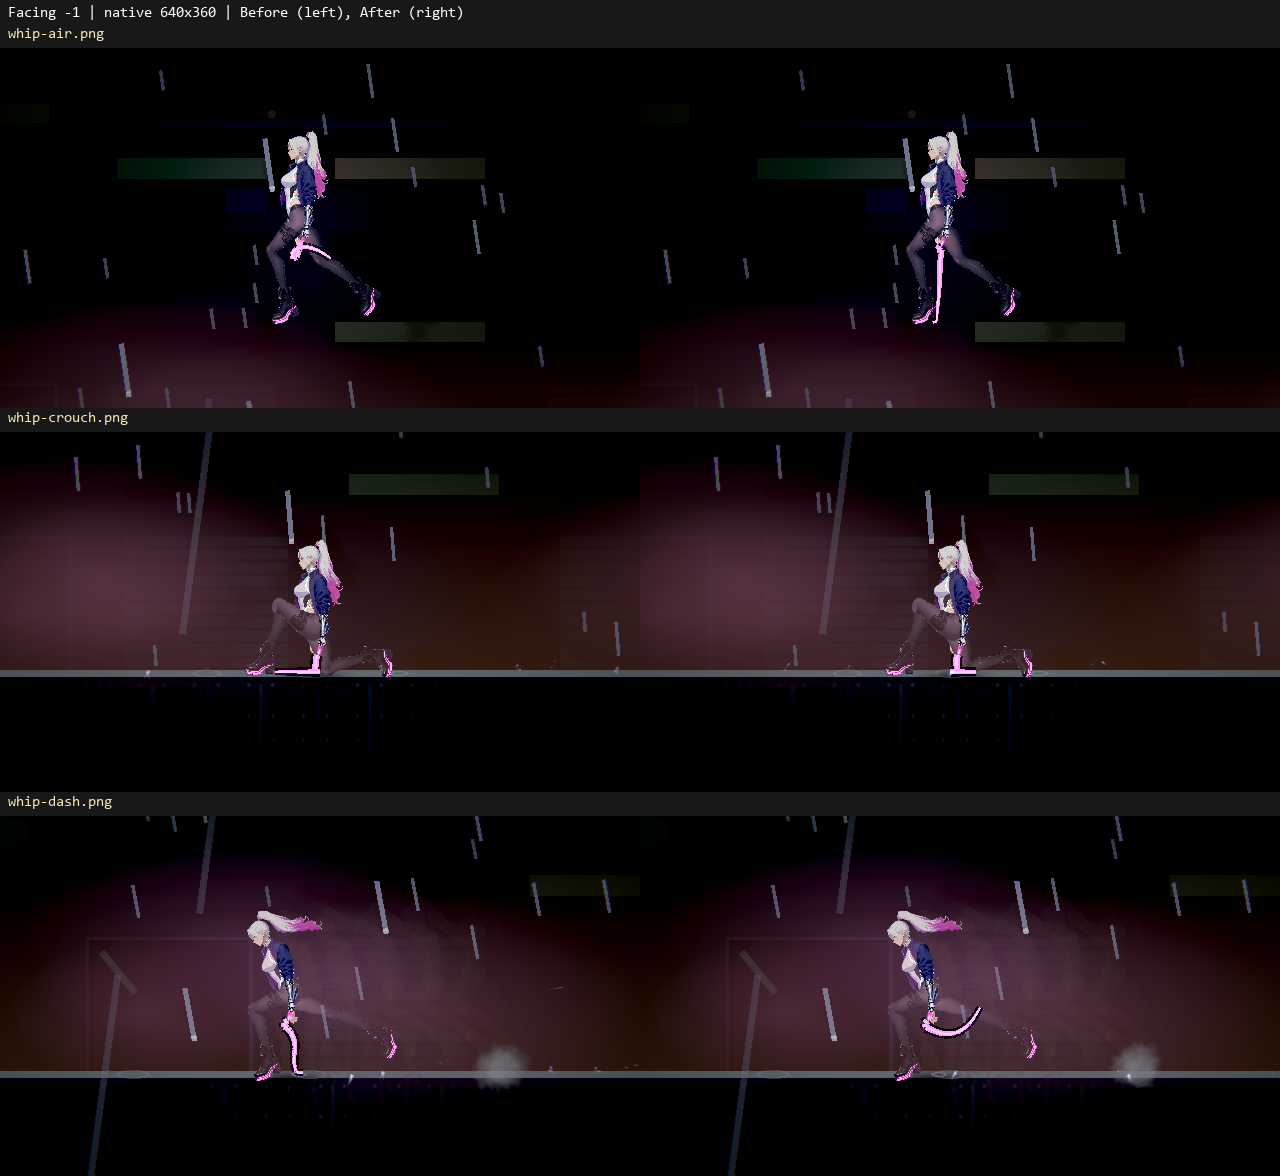 Facing -1 | native 640x360 | Before (left), After (right)
whip-air.png
whip-crouch.png
whip-dash.png